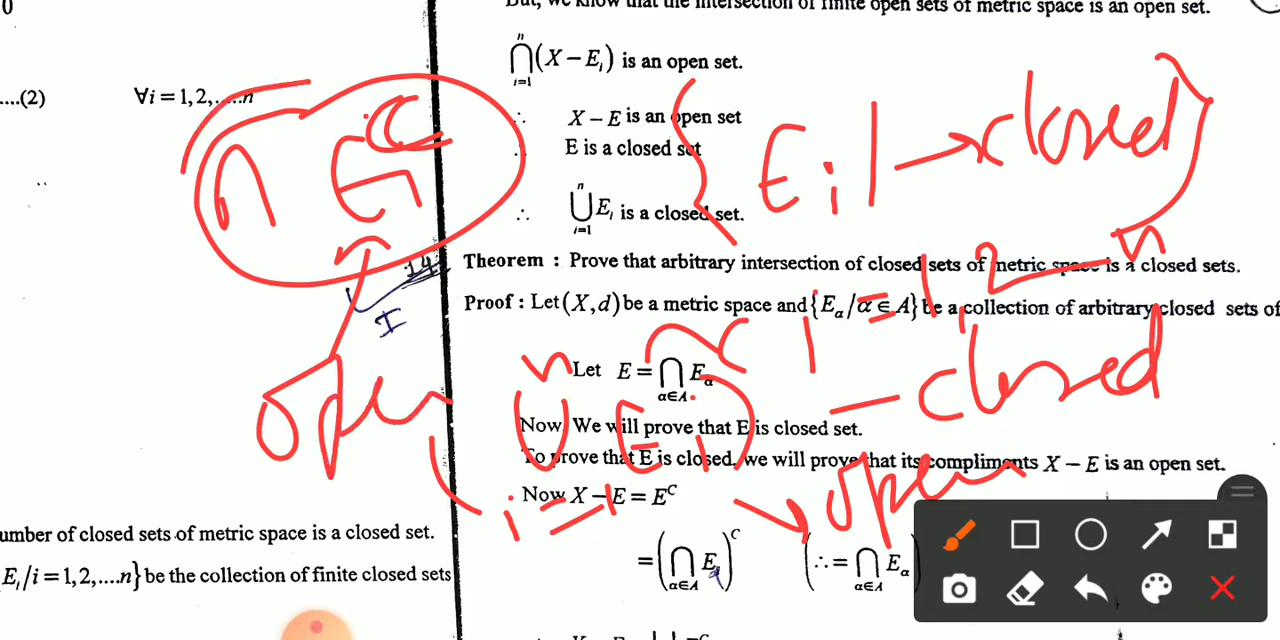 0
....(2) ∀i = 1,2,.....n
umber of closed sets of metric space is a closed set.
E_i / i = 1,2,....n} be the collection of finite closed sets
But, we know that the intersection of finite open sets of metric space is an open set.
⋂_{i=1}^{n} (X − E_i) is an open set.
∴ X − E is an open set
∴ E is a closed set
∴ ⋃_{i=1}^{n} E_i is a closed set.
Theorem : Prove that arbitrary intersection of closed sets of metric space is a closed sets.
Proof : Let (X, d) be a metric space and {E_α / α ∈ A} be a collection of arbitrary closed sets of
Let E = ⋂_{α∈A} E_α
Now We will prove that E is closed set.
To prove that E is closed, we will prove that its compliments X − E is an open set.
Now X − E = E^C
= (⋂_{α∈A} E_α)^C (∴ = ⋂_{α∈A} E_α)
14
I
∩ E_i^C
open
{E_i | → closed}
i = 1, 2 — n
(⋃_{i=1}^{n} (E_i))^C — closed
→ open